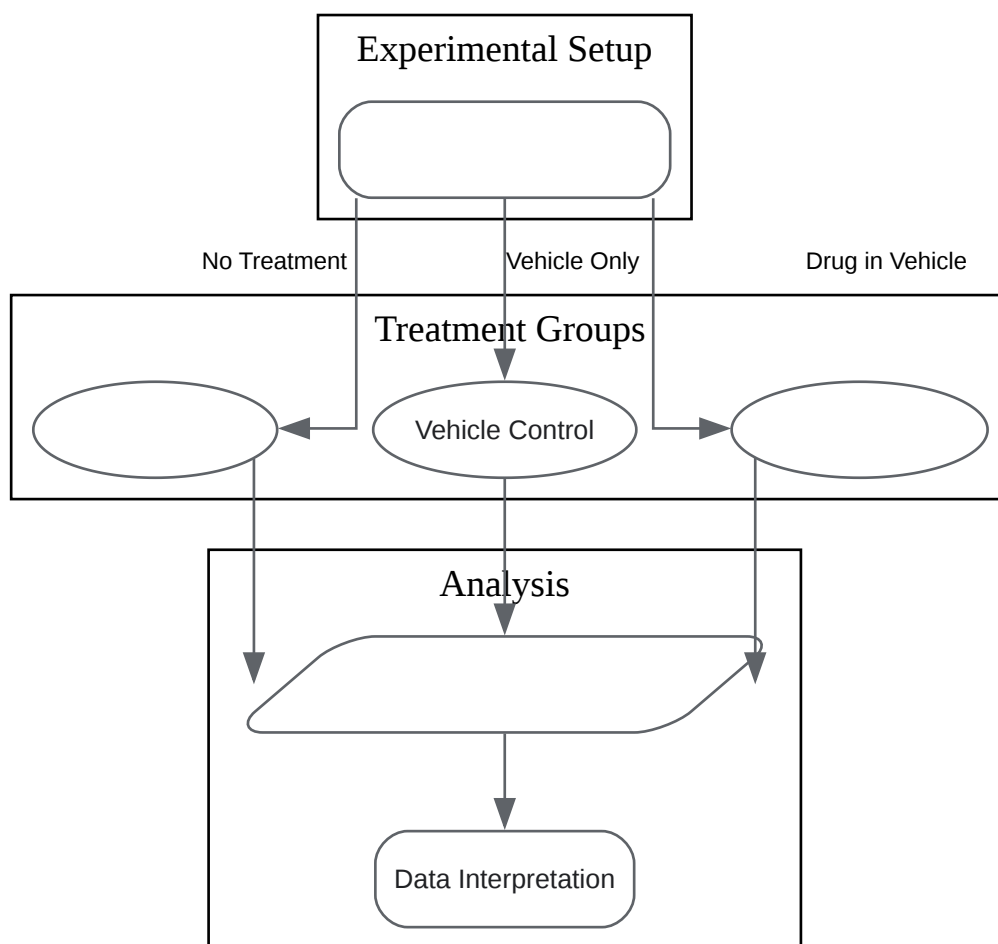 Experimental Setup
No Treatment
Vehicle Only
Drug in Vehicle
Treatment Groups
Vehicle Control
Analysis
Data Interpretation